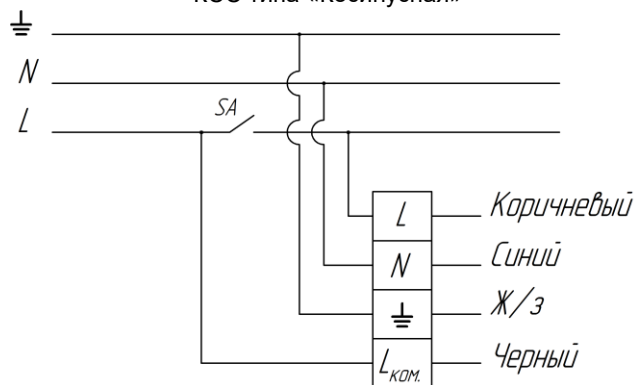 КСС типа «Косинусная»
N
L
SA
L
Коричневый
N
Синий
Ж/з
Lком.
Черный